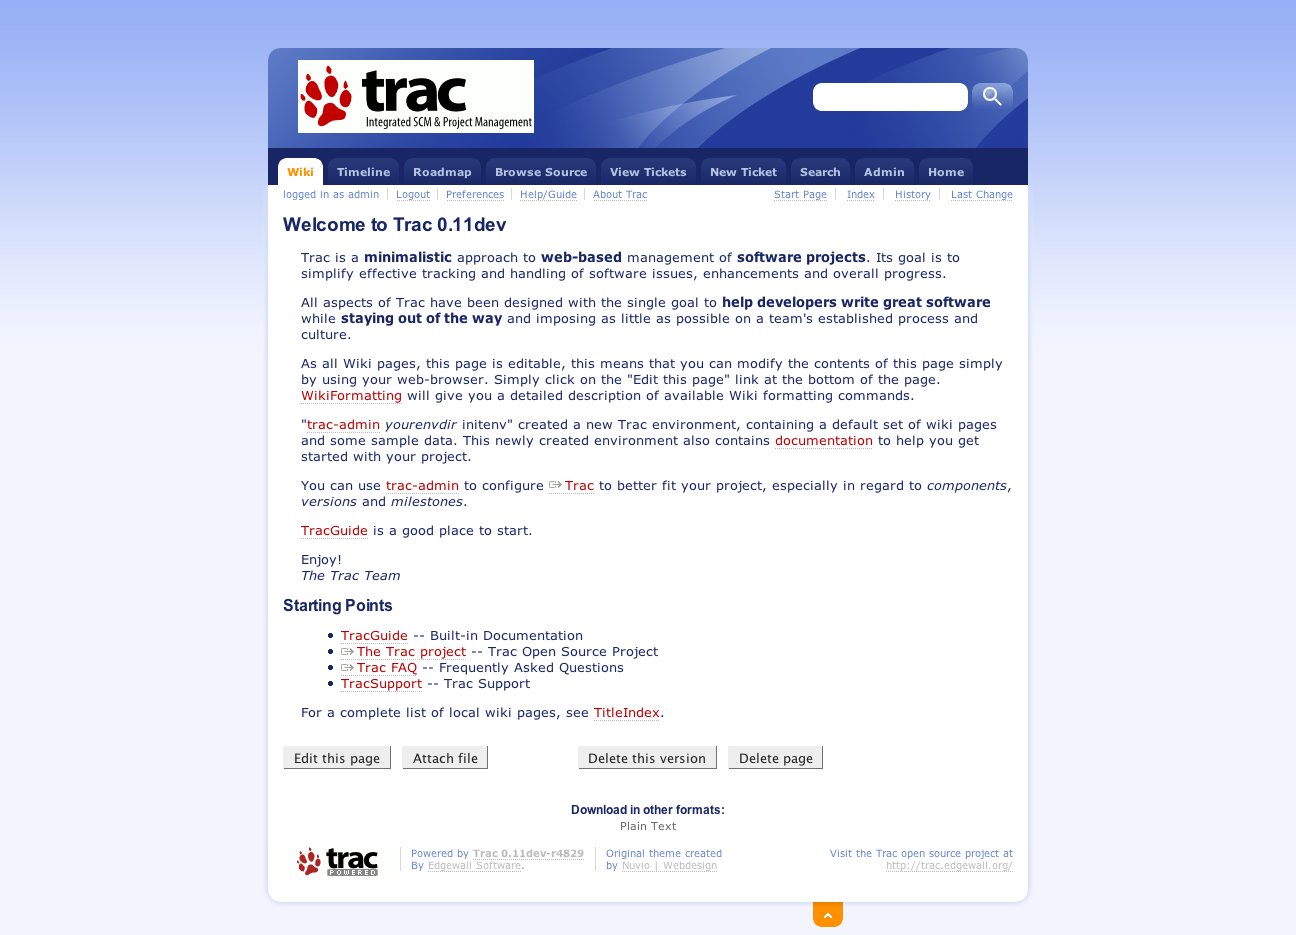 trac
Integrated SCM & Project Management
Wiki Timeline Roadmap Browse Source View Tickets New Ticket Search Admin Home
logged in as admin Logout Preferences Help/Guide About Trac Start Page Index History Last Change
Welcome to Trac 0.11dev
Trac is a minimalistic approach to web-based management of software projects. Its goal is to
simplify effective tracking and handling of software issues, enhancements and overall progress.
All aspects of Trac have been designed with the single goal to help developers write great software
while staying out of the way and imposing as little as possible on a team's established process and
culture.
As all Wiki pages, this page is editable, this means that you can modify the contents of this page simply
by using your web-browser. Simply click on the "Edit this page" link at the bottom of the page.
WikiFormatting will give you a detailed description of available Wiki formatting commands.
"trac-admin yourenvdir initenv" created a new Trac environment, containing a default set of wiki pages
and some sample data. This newly created environment also contains documentation to help you get
started with your project.
You can use trac-admin to configure Trac to better fit your project, especially in regard to components,
versions and milestones.
TracGuide is a good place to start.
Enjoy!
The Trac Team
Starting Points
• TracGuide -- Built-in Documentation
• The Trac project -- Trac Open Source Project
• Trac FAQ -- Frequently Asked Questions
• TracSupport -- Trac Support
For a complete list of local wiki pages, see TitleIndex.
Edit this page Attach file Delete this version Delete page
Download in other formats:
Plain Text
trac
POWERED
Powered by Trac 0.11dev-r4829
By Edgewall Software.
Original theme created
by Nuvio | Webdesign
Visit the Trac open source project at
http://trac.edgewall.org/